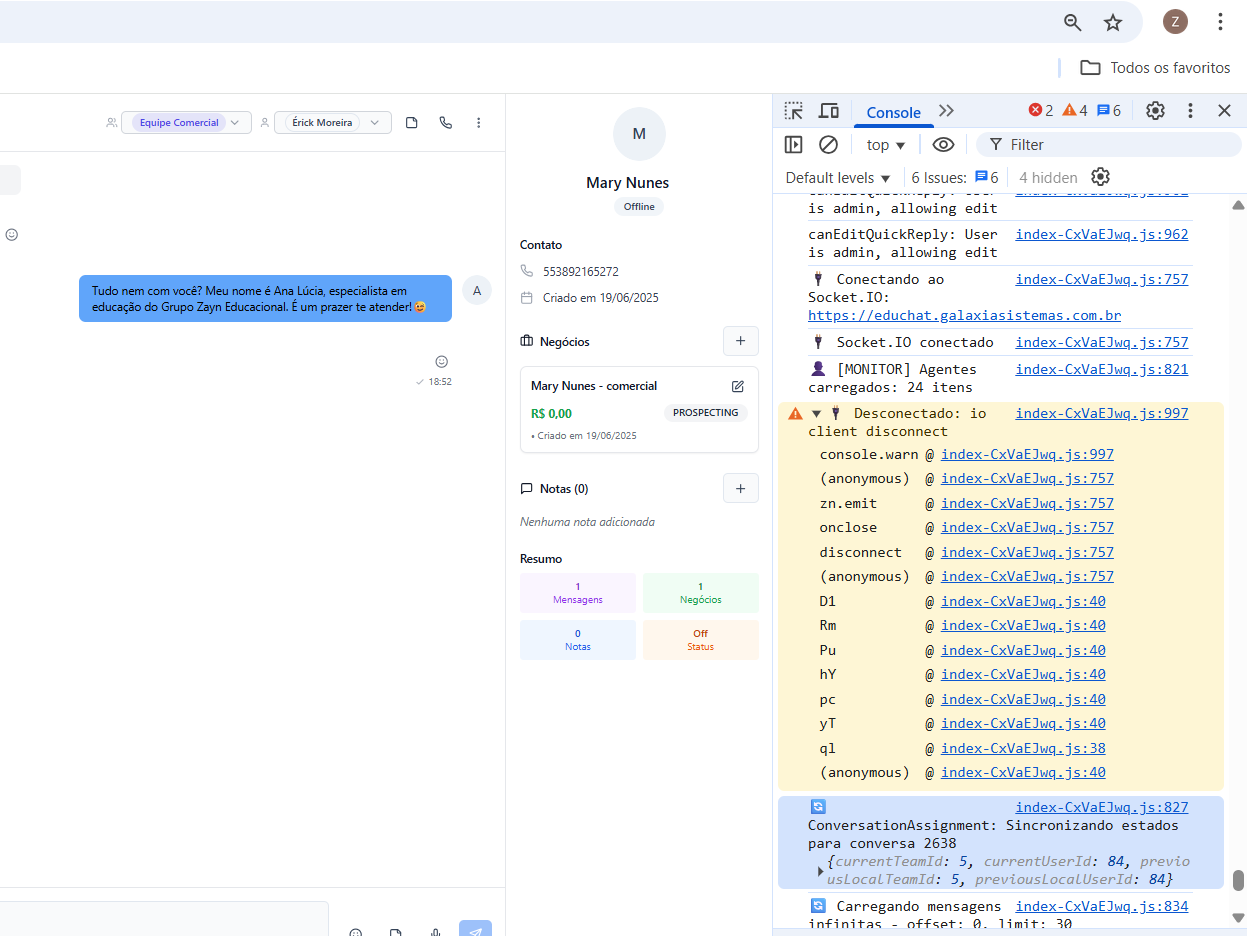 Z
Todos os favoritos
Equipe Comercial
Érick Moreira
Tudo nem com você? Meu nome é Ana Lúcia, especialista em
educação do Grupo Zayn Educacional. É um prazer te atender!😉
A
18:52
M
Mary Nunes
Offline
Contato
553892165272
Criado em 19/06/2025
Negócios
+
Mary Nunes - comercial
R$ 0,00
PROSPECTING
• Criado em 19/06/2025
Notas (0)
+
Nenhuma nota adicionada
Resumo
1
Mensagens
1
Negócios
0
Notas
Off
Status
Console
2
4
6
top
Filter
Default levels
6 Issues:
6
4 hidden
is admin, allowing edit
canEditQuickReply: User index-CxVaEJwq.js:962
is admin, allowing edit
Conectando ao index-CxVaEJwq.js:757
Socket.IO:
https://educhat.galaxiasistemas.com.br
Socket.IO conectado index-CxVaEJwq.js:757
[MONITOR] Agentes index-CxVaEJwq.js:821
carregados: 24 itens
Desconectado: io index-CxVaEJwq.js:997
client disconnect
console.warn @ index-CxVaEJwq.js:997
(anonymous) @ index-CxVaEJwq.js:757
zn.emit @ index-CxVaEJwq.js:757
onclose @ index-CxVaEJwq.js:757
disconnect @ index-CxVaEJwq.js:757
(anonymous) @ index-CxVaEJwq.js:757
D1 @ index-CxVaEJwq.js:40
Rm @ index-CxVaEJwq.js:40
Pu @ index-CxVaEJwq.js:40
hY @ index-CxVaEJwq.js:40
pc @ index-CxVaEJwq.js:40
yT @ index-CxVaEJwq.js:40
ql @ index-CxVaEJwq.js:38
(anonymous) @ index-CxVaEJwq.js:40
index-CxVaEJwq.js:827
ConversationAssignment: Sincronizando estados
para conversa 2638
{currentTeamId: 5, currentUserId: 84, previo
usLocalTeamId: 5, previousLocalUserId: 84}
Carregando mensagens index-CxVaEJwq.js:834
infinitas - offset: 0, limit: 30